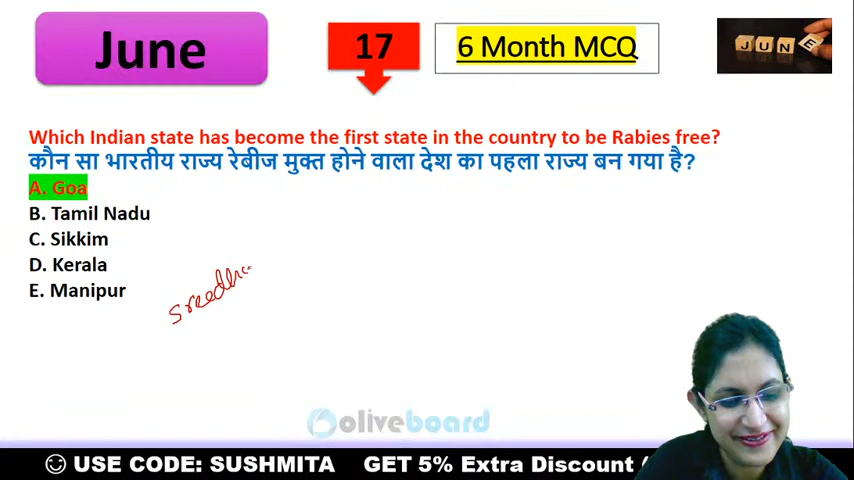 June
17
6 Month MCQ
JUNE
Which Indian state has become the first state in the country to be Rabies free?
कौन सा भारतीय राज्य रेबीज मुक्त होने वाला देश का पहला राज्य बन गया है?
A. Goa
B. Tamil Nadu
C. Sikkim
D. Kerala
E. Manipur
sreedha
oliveboard
USE CODE: SUSHMITA GET 5% Extra Discount (